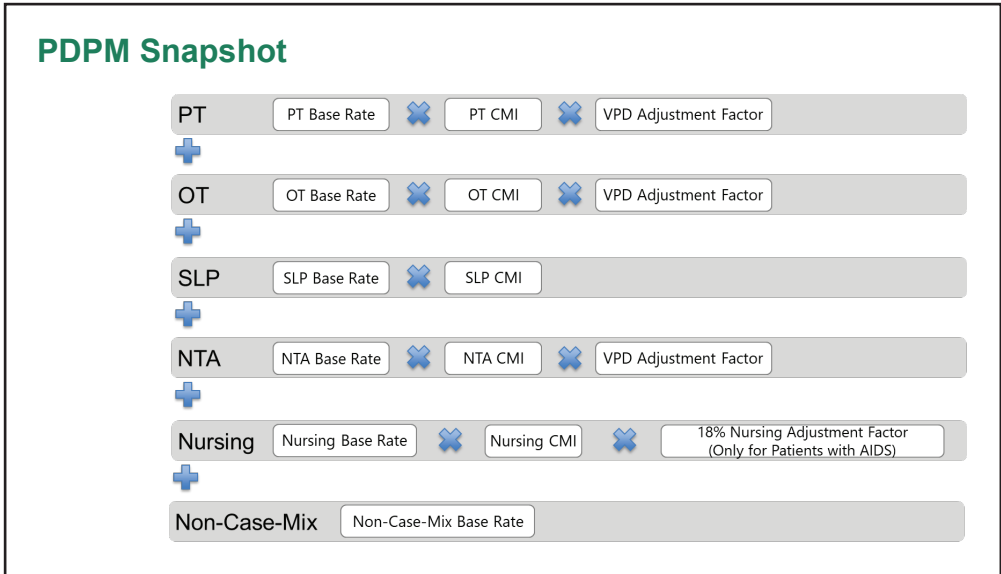 PDPM Snapshot
PT PT Base Rate PT CMI VPD Adjustment Factor
OT OT Base Rate OT CMI VPD Adjustment Factor
SLP SLP Base Rate SLP CMI
NTA NTA Base Rate NTA CMI VPD Adjustment Factor
Nursing Nursing Base Rate Nursing CMI 18% Nursing Adjustment Factor
(Only for Patients with AIDS)
Non-Case-Mix Non-Case-Mix Base Rate